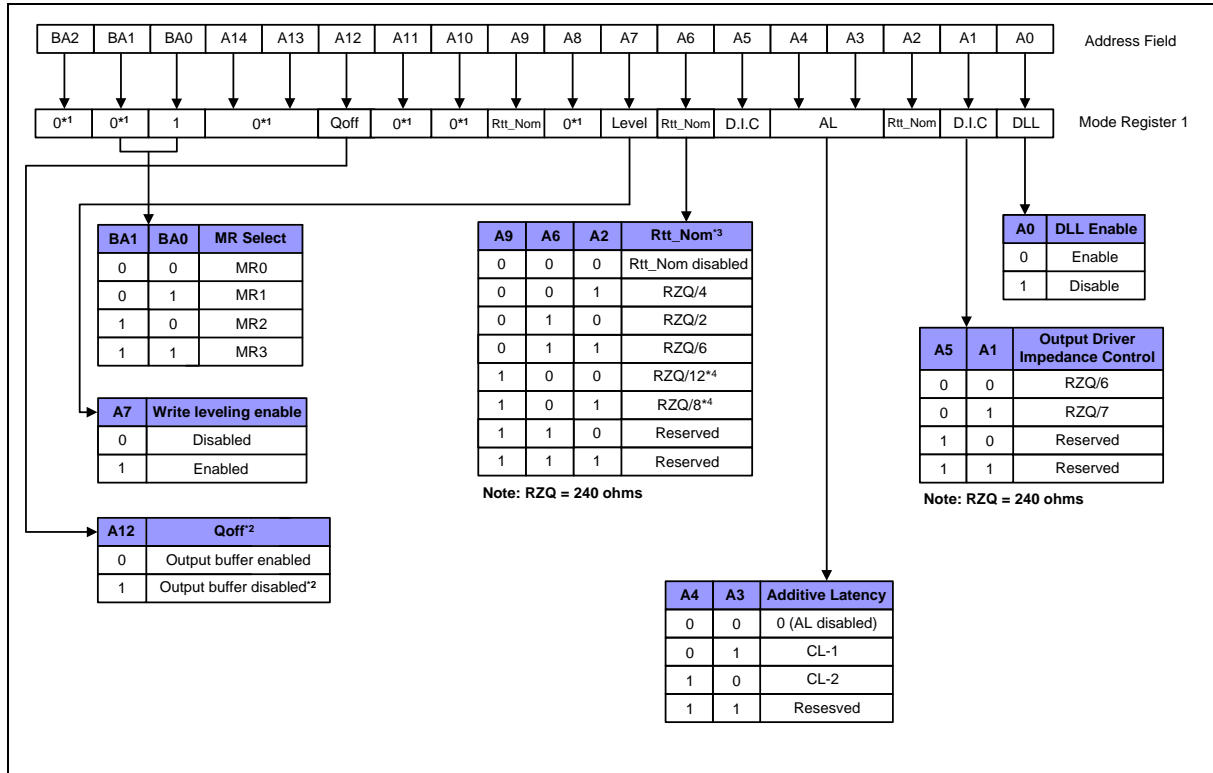 BA2 BA1 BA0 A14 A13 A12 A11 A10 A9 A8 A7 A6 A5 A4 A3 A2 A1 A0 Address Field
0*1 0*1 1 0*1 Qoff 0*1 0*1 Rtt_Nom 0*1 Level Rtt_Nom D.I.C AL Rtt_Nom D.I.C DLL Mode Register 1
BA1 BA0 MR Select
0 0 MR0
0 1 MR1
1 0 MR2
1 1 MR3
A7 Write leveling enable
0 Disabled
1 Enabled
A12 Qoff*2
0 Output buffer enabled
1 Output buffer disabled*2
A9 A6 A2 Rtt_Nom*3
0 0 0 Rtt_Nom disabled
0 0 1 RZQ/4
0 1 0 RZQ/2
0 1 1 RZQ/6
1 0 0 RZQ/12*4
1 0 1 RZQ/8*4
1 1 0 Reserved
1 1 1 Reserved
Note: RZQ = 240 ohms
A4 A3 Additive Latency
0 0 0 (AL disabled)
0 1 CL-1
1 0 CL-2
1 1 Resesved
A0 DLL Enable
0 Enable
1 Disable
A5 A1 Output Driver
Impedance Control
0 0 RZQ/6
0 1 RZQ/7
1 0 Reserved
1 1 Reserved
Note: RZQ = 240 ohms